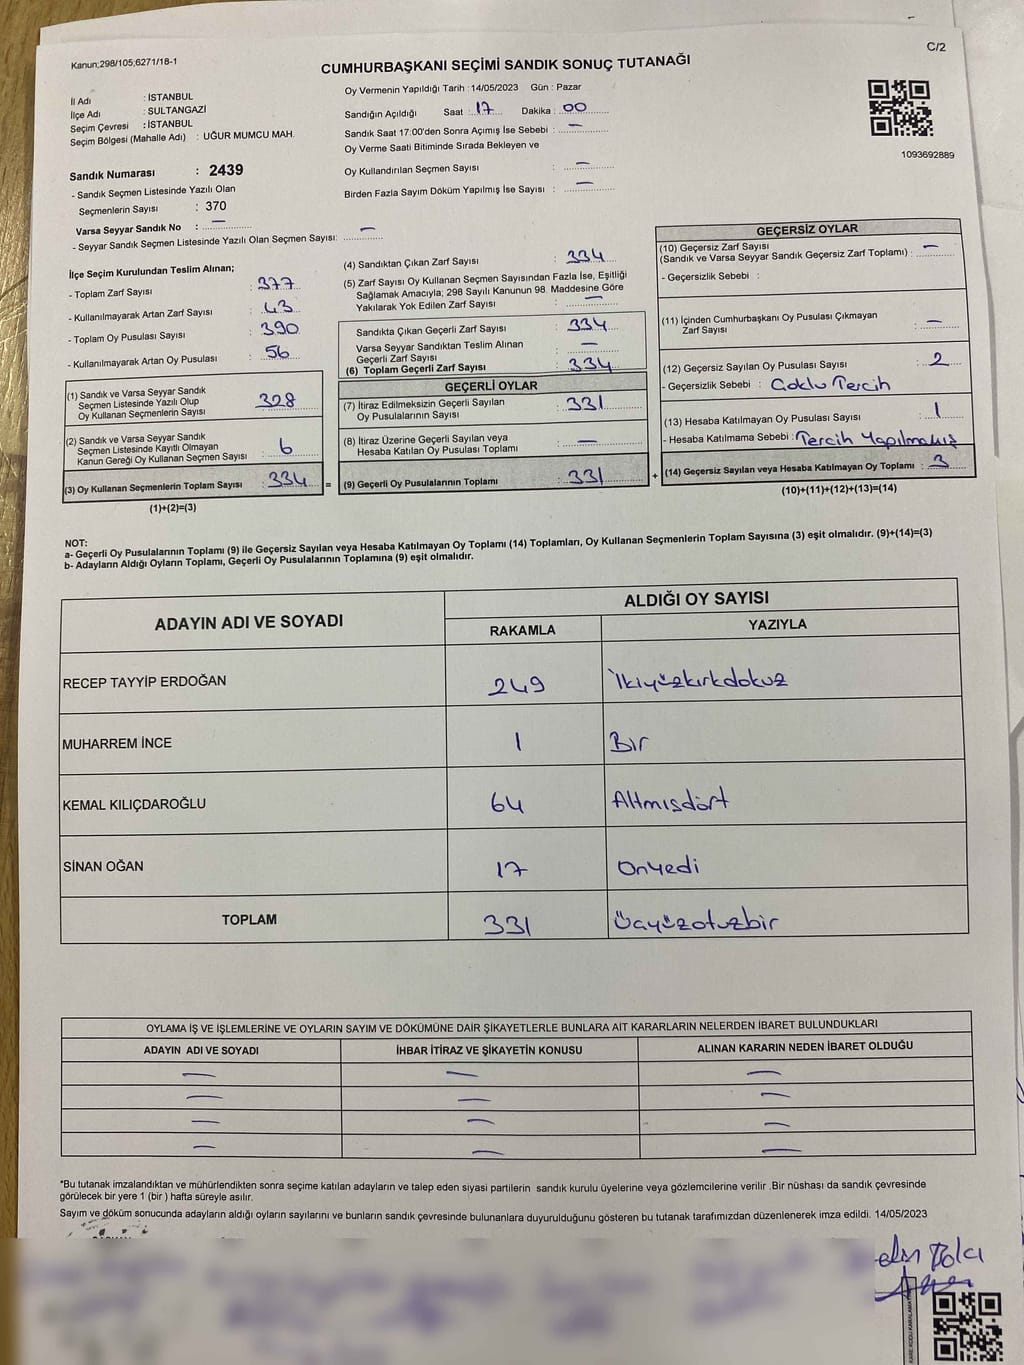 Kanun;298/105;6271/18-1
C/2
CUMHURBAŞKANI SEÇİMİ SANDIK SONUÇ TUTANAĞI
İl Adı : İSTANBUL
İlçe Adı : SULTANGAZİ
Seçim Çevresi : İSTANBUL
Seçim Bölgesi (Mahalle Adı) : UĞUR MUMCU MAH.
Sandık Numarası : 2439
- Sandık Seçmen Listesinde Yazılı Olan
Seçmenlerin Sayısı : 370
Varsa Seyyar Sandık No : —
- Seyyar Sandık Seçmen Listesinde Yazılı Olan Seçmen Sayısı: —
Oy Vermenin Yapıldığı Tarih : 14/05/2023 Gün : Pazar
Sandığın Açıldığı Saat : 17 Dakika : 00
Sandık Saat 17:00'den Sonra Açımış İse Sebebi : —
Oy Verme Saati Bitiminde Sırada Bekleyen ve
Oy Kullandırılan Seçmen Sayısı : —
Birden Fazla Sayım Döküm Yapılmış İse Sayısı : —
1093692889
İlçe Seçim Kurulundan Teslim Alınan;
- Toplam Zarf Sayısı : 377
- Kullanılmayarak Artan Zarf Sayısı : 43
- Toplam Oy Pusulası Sayısı : 390
- Kullanılmayarak Artan Oy Pusulası : 56
(1) Sandık ve Varsa Seyyar Sandık
Seçmen Listesinde Yazılı Olup
Oy Kullanan Seçmenlerin Sayısı : 328
(2) Sandık ve Varsa Seyyar Sandık
Seçmen Listesinde Kayıtlı Olmayan
Kanun Gereği Oy Kullanan Seçmen Sayısı : 6
(3) Oy Kullanan Seçmenlerin Toplam Sayısı : 334 =
(1)+(2)=(3)
(4) Sandıktan Çıkan Zarf Sayısı : 334
(5) Zarf Sayısı Oy Kullanan Seçmen Sayısından Fazla İse, Eşitliği
Sağlamak Amacıyla; 298 Sayılı Kanunun 98. Maddesine Göre
Yakılarak Yok Edilen Zarf Sayısı : —
Sandıkta Çıkan Geçerli Zarf Sayısı : 334
Varsa Seyyar Sandıktan Teslim Alınan
Geçerli Zarf Sayısı : —
(6) Toplam Geçerli Zarf Sayısı : 334
GEÇERLİ OYLAR
(7) İtiraz Edilmeksizin Geçerli Sayılan
Oy Pusulalarının Sayısı : 331
(8) İtiraz Üzerine Geçerli Sayılan veya
Hesaba Katılan Oy Pusulası Toplamı : —
(9) Geçerli Oy Pusulalarının Toplamı : 331 +
GEÇERSİZ OYLAR
(10) Geçersiz Zarf Sayısı
(Sandık ve Varsa Seyyar Sandık Geçersiz Zarf Toplamı) : —
- Geçersizlik Sebebi :
(11) İçinden Cumhurbaşkanı Oy Pusulası Çıkmayan
Zarf Sayısı : —
(12) Geçersiz Sayılan Oy Pusulası Sayısı : 2
- Geçersizlik Sebebi : Çoklu Tercih
(13) Hesaba Katılmayan Oy Pusulası Sayısı : 1
- Hesaba Katılmama Sebebi : Tercih Yapılmamış
(14) Geçersiz Sayılan veya Hesaba Katılmayan Oy Toplamı : 3
(10)+(11)+(12)+(13)=(14)
NOT:
a- Geçerli Oy Pusulalarının Toplamı (9) ile Geçersiz Sayılan veya Hesaba Katılmayan Oy Toplamı (14) Toplamları, Oy Kullanan Seçmenlerin Toplam Sayısına (3) eşit olmalıdır. (9)+(14)=(3)
b- Adayların Aldığı Oyların Toplamı, Geçerli Oy Pusulalarının Toplamına (9) eşit olmalıdır.
ADAYIN ADI VE SOYADI
ALDIĞI OY SAYISI
RAKAMLA YAZIYLA
RECEP TAYYİP ERDOĞAN 249 İkiyüzkırkdokuz
MUHARREM İNCE 1 Bir
KEMAL KILIÇDAROĞLU 64 Altmışdört
SİNAN OĞAN 17 Onyedi
TOPLAM 331 Üçyüzotuzbir
OYLAMA İŞ VE İŞLEMLERİNE VE OYLARIN SAYIM VE DÖKÜMÜNE DAİR ŞİKAYETLERLE BUNLARA AİT KARARLARIN NELERDEN İBARET BULUNDUKLARI
ADAYIN ADI VE SOYADI İHBAR İTİRAZ VE ŞİKAYETİN KONUSU ALINAN KARARIN NEDEN İBARET OLDUĞU
— — —
— — —
— — —
— — —
*Bu tutanak imzalandıktan ve mühürlendikten sonra seçime katılan adayların ve talep eden siyasi partilerin sandık kurulu üyelerine veya gözlemcilerine verilir .Bir nüshası da sandık çevresinde
görülecek bir yere 1 (bir ) hafta süreyle asılır.
Sayım ve döküm sonucunda adayların aldığı oyların sayılarını ve bunların sandık çevresinde bulunanlara duyurulduğunu gösteren bu tutanak tarafımızdan düzenlenerek imza edildi. 14/05/2023